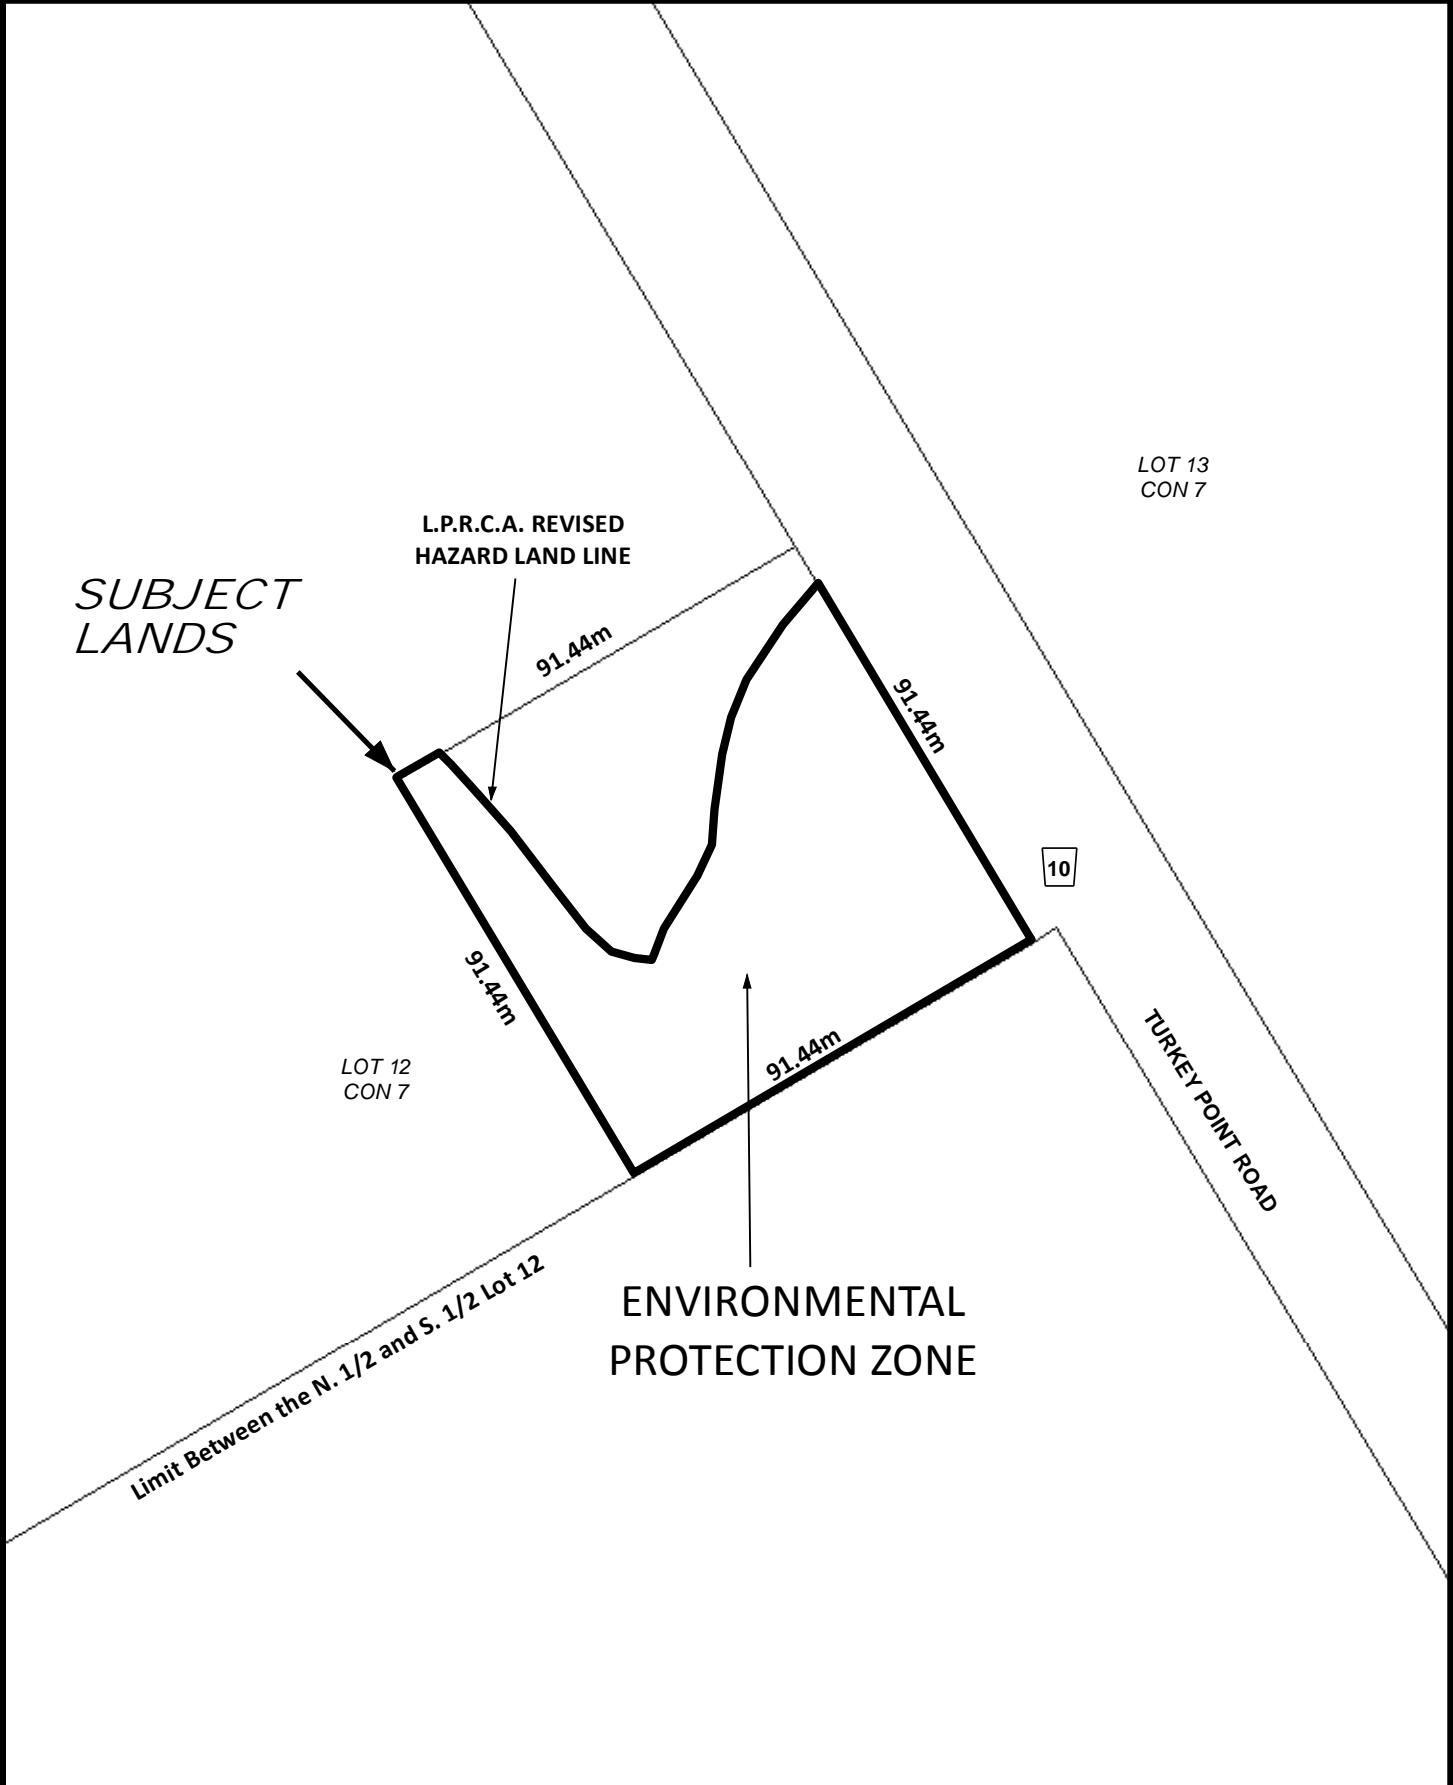 LOT 13
CON 7
L.P.R.C.A. REVISED
HAZARD LAND LINE
SUBJECT
LANDS
91.44m
91.44m
10
91.44m
91.44m
LOT 12
CON 7
TURKEY POINT ROAD
Limit Between the N. 1/2 and S. 1/2 Lot 12
ENVIRONMENTAL
PROTECTION ZONE